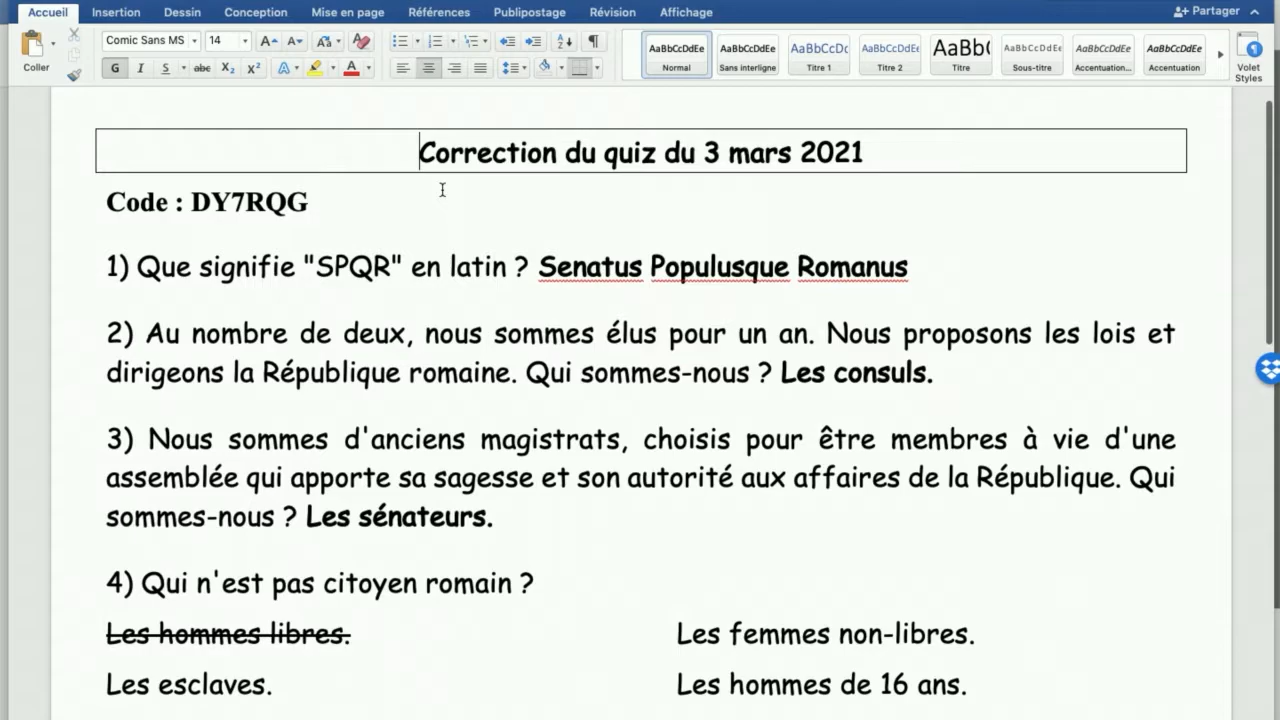 Accueil Insertion Dessin Conception Mise en page Références Publipostage Révision Affichage Partager
Coller Comic Sans MS 14 AaBbCcDdEe AaBbCcDdEe AaBbCcDc AaBbCcDdEe AaBb( AaBbCcDdEe AaBbCcDdEe AaBbCcDdEe Volet Styles
G I S abc X₂ X² A A Normal Sans interligne Titre 1 Titre 2 Titre Sous-titre Accentuation... Accentuation
Correction du quiz du 3 mars 2021
Code : DY7RQG
1) Que signifie "SPQR" en latin ? Senatus Populusque Romanus
2) Au nombre de deux, nous sommes élus pour un an. Nous proposons les lois et
dirigeons la République romaine. Qui sommes-nous ? Les consuls.
3) Nous sommes d'anciens magistrats, choisis pour être membres à vie d'une
assemblée qui apporte sa sagesse et son autorité aux affaires de la République. Qui
sommes-nous ? Les sénateurs.
4) Qui n'est pas citoyen romain ?
Les hommes libres. Les femmes non-libres.
Les esclaves. Les hommes de 16 ans.